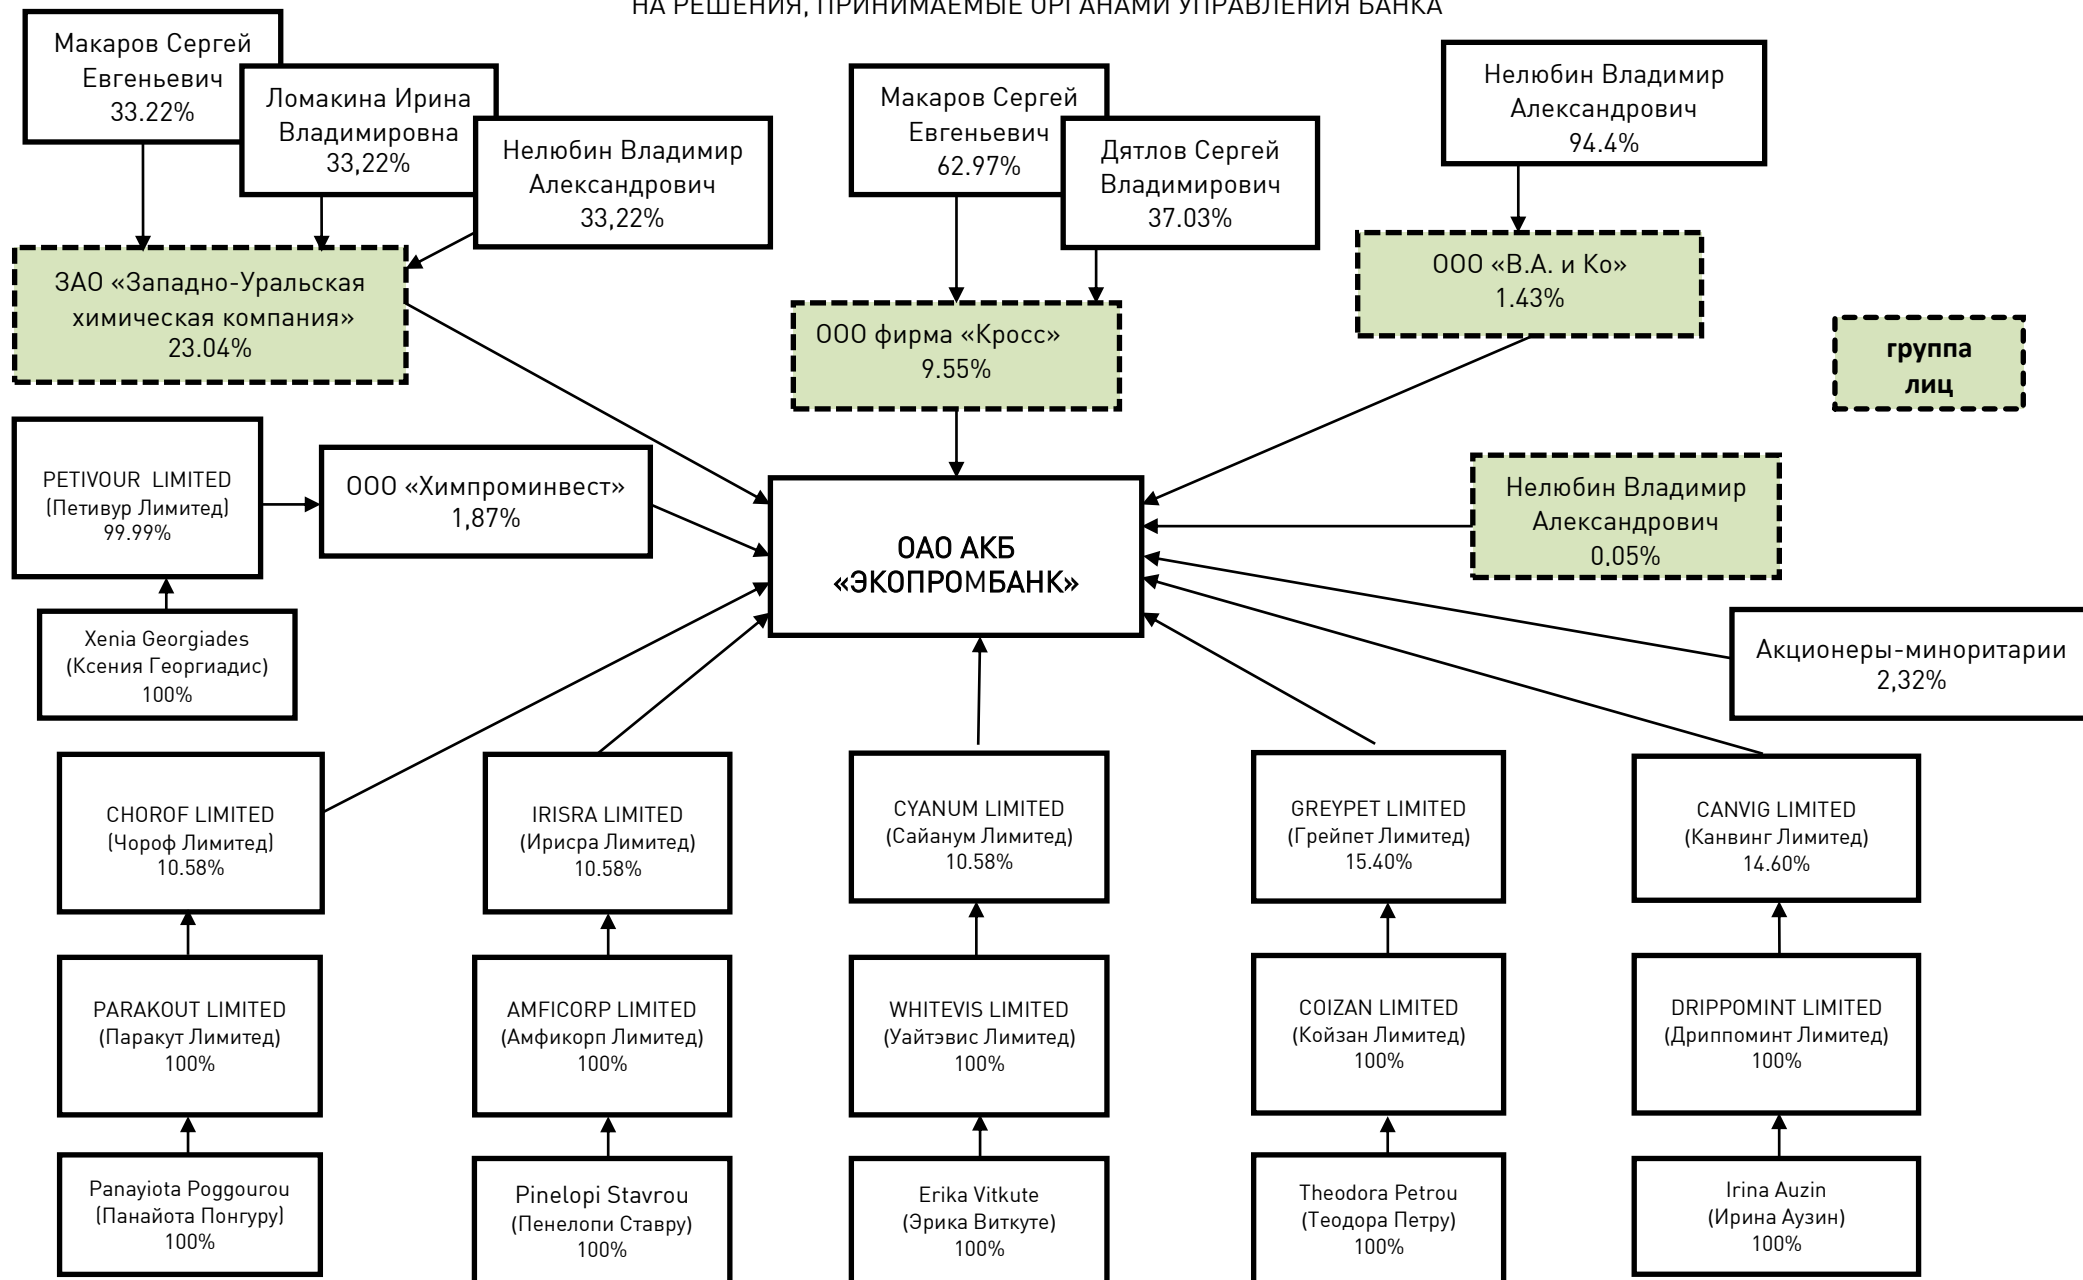 НА РЕШЕНИЯ, ПРИНИМАЕМЫЕ ОРГАНАМИ УПРАВЛЕНИЯ БАНКА
Макаров Сергей
Евгеньевич
33.22%
Ломакина Ирина
Владимировна
33,22%
Нелюбин Владимир
Александрович
33,22%
Макаров Сергей
Евгеньевич
62.97%
Дятлов Сергей
Владимирович
37.03%
Нелюбин Владимир
Александрович
94.4%
ЗАО «Западно-Уральская
химическая компания»
23.04%
ООО фирма «Кросс»
9.55%
ООО «В.А. и Ко»
1.43%
группа
лиц
PETIVOUR LIMITED
(Петивур Лимитед)
99.99%
ООО «Химпроминвест»
1,87%
ОАО АКБ
«ЭКОПРОМБАНК»
Нелюбин Владимир
Александрович
0,05%
Xenia Georgiades
(Ксения Георгиадис)
100%
Акционеры-миноритарии
2,32%
CHOROF LIMITED
(Чороф Лимитед)
10.58%
IRISRA LIMITED
(Ирисра Лимитед)
10.58%
CYANUM LIMITED
(Сайанум Лимитед)
10.58%
GREYPET LIMITED
(Грейпет Лимитед)
15.40%
CANVIG LIMITED
(Канвинг Лимитед)
14.60%
PARAKOUT LIMITED
(Паракут Лимитед)
100%
AMFICORP LIMITED
(Амфикорп Лимитед)
100%
WHITEVIS LIMITED
(Уайтэвис Лимитед)
100%
COIZAN LIMITED
(Койзан Лимитед)
100%
DRIPPOMINT LIMITED
(Дриппоминт Лимитед)
100%
Panayiota Poggourou
(Панайота Понгуру)
100%
Pinelopi Stavrou
(Пенелопи Ставру)
100%
Erika Vitkute
(Эрика Виткуте)
100%
Theodora Petrou
(Теодора Петру)
100%
Irina Auzin
(Ирина Аузин)
100%